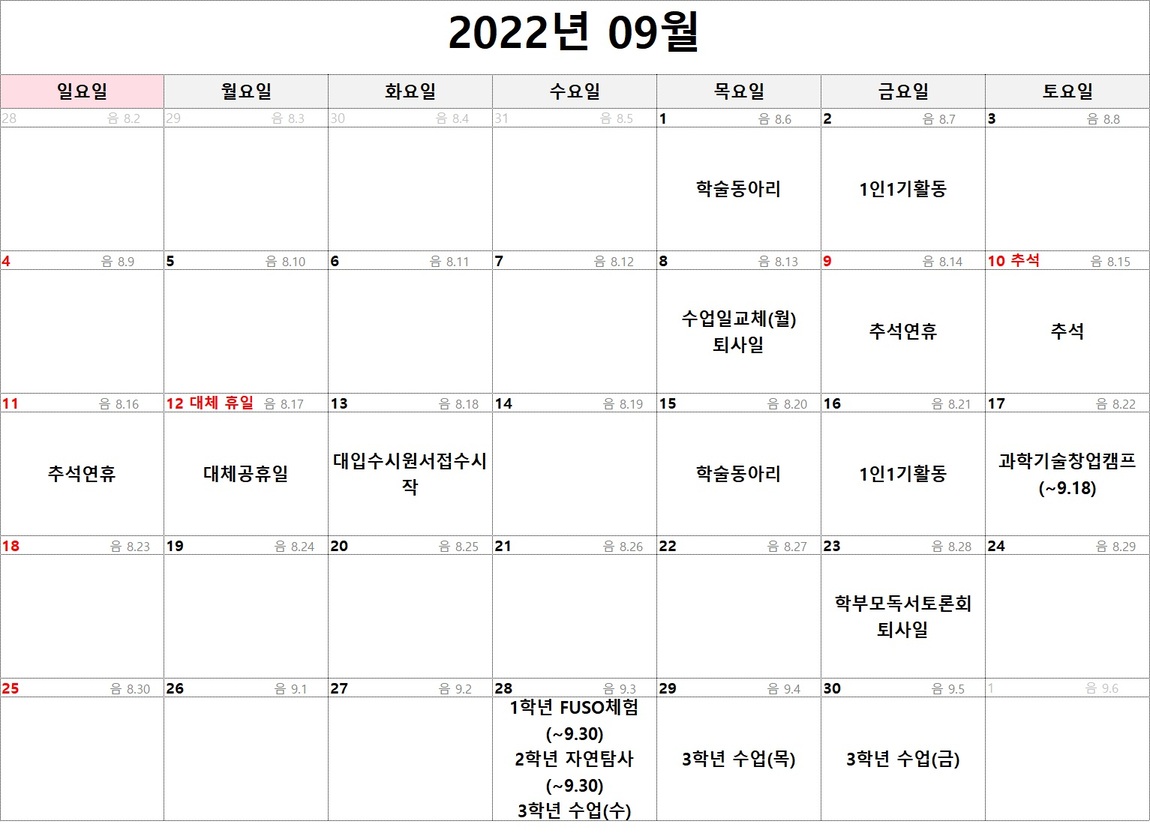 2022년 09월
일요일 월요일 화요일 수요일 목요일 금요일 토요일
28 음 8.2 29 음 8.3 30 음 8.4 31 음 8.5 1 음 8.6 2 음 8.7 3 음 8.8
학술동아리 1인1기활동
4 음 8.9 5 음 8.10 6 음 8.11 7 음 8.12 8 음 8.13 9 음 8.14 10 추석 음 8.15
수업일교체(월)
퇴사일
추석연휴
추석
11 음 8.16 12 대체 휴일 음 8.17 13 음 8.18 14 음 8.19 15 음 8.20 16 음 8.21 17 음 8.22
추석연휴
대체공휴일
대입수시원서접수시
작
학술동아리
1인1기활동
과학기술창업캠프
(~9.18)
18 음 8.23 19 음 8.24 20 음 8.25 21 음 8.26 22 음 8.27 23 음 8.28 24 음 8.29
학부모독서토론회
퇴사일
25 음 8.30 26 음 9.1 27 음 9.2 28 음 9.3 29 음 9.4 30 음 9.5 1 음 9.6
1학년 FUSO체험
(~9.30)
2학년 자연탐사
(~9.30)
3학년 수업(수)
3학년 수업(목)
3학년 수업(금)